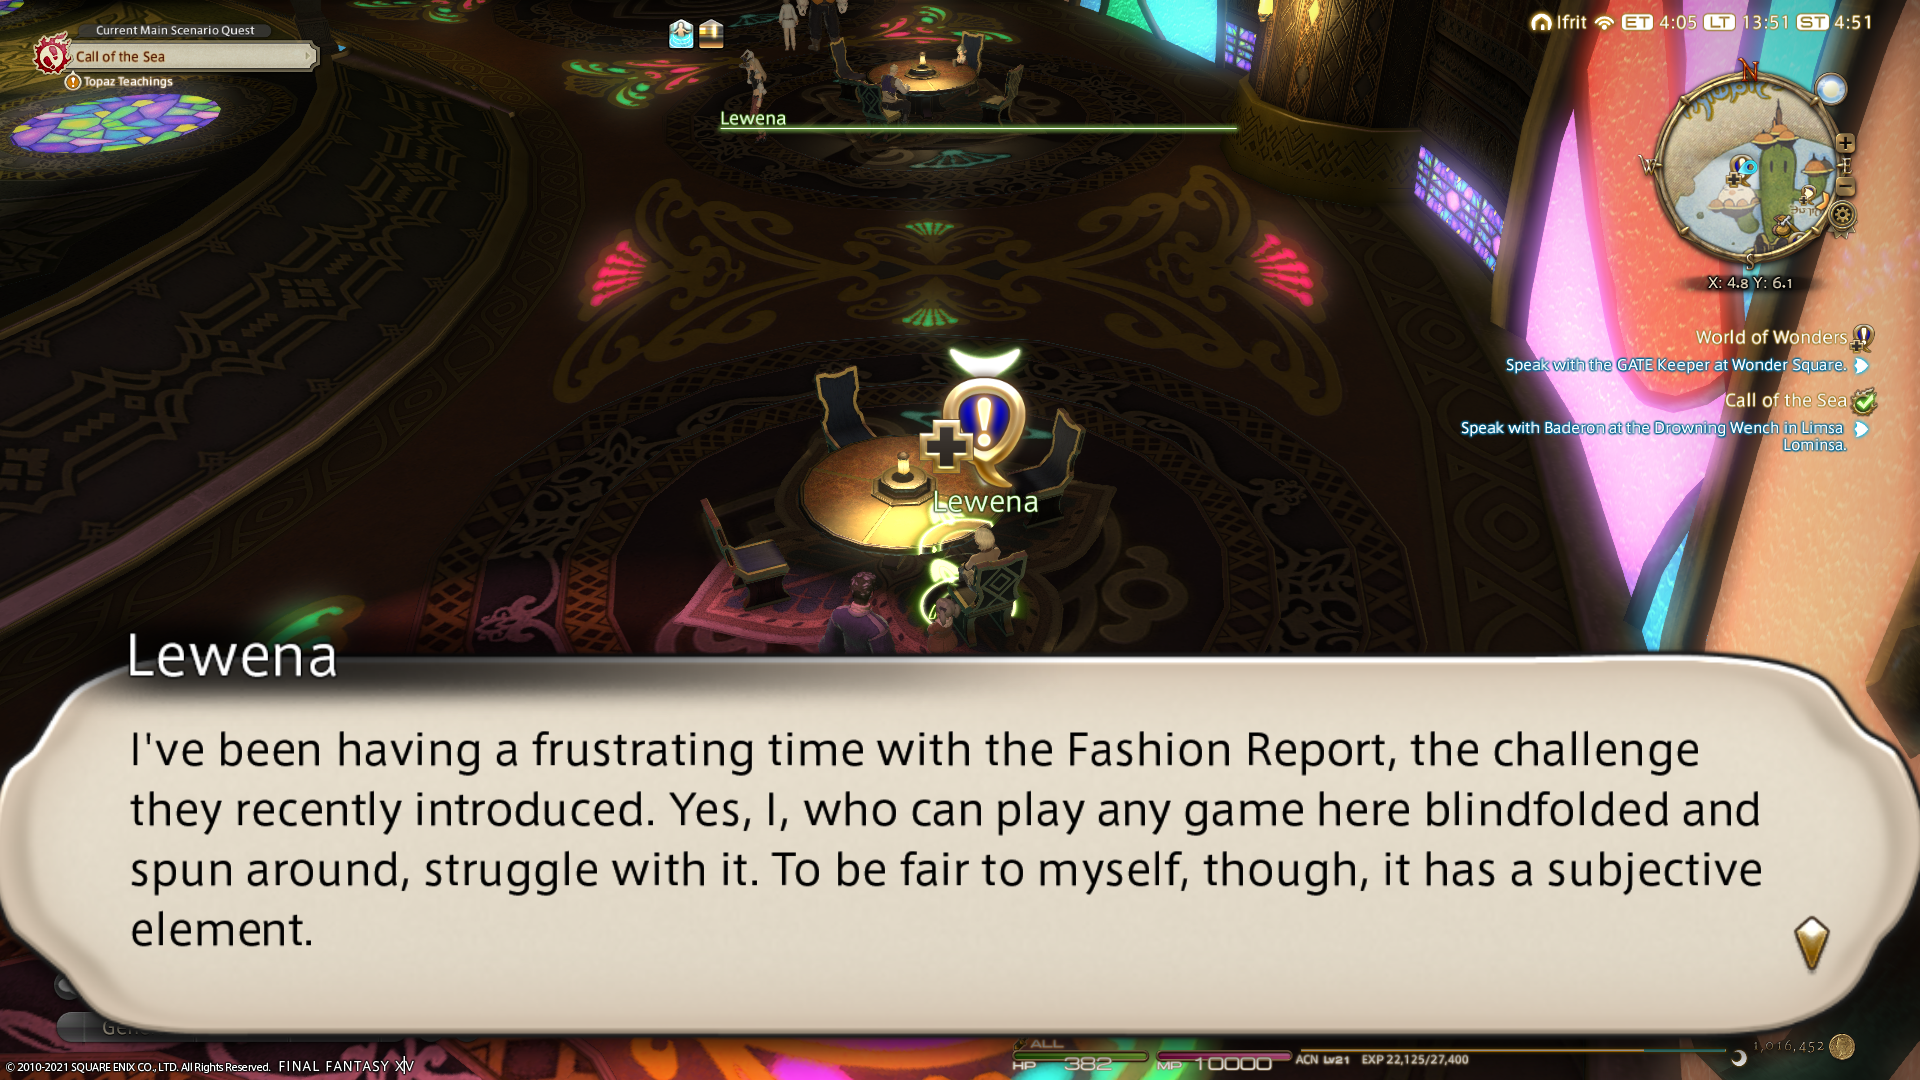 Current Main Scenario Quest
Call of the Sea
Topaz Teachings
Ifrit ET 4:05 LT 13:51 ST 4:51
Lewena
N
W
E
S
X: 4.8 Y: 6.1
World of Wonders
Speak with the GATE Keeper at Wonder Square.
Call of the Sea
Speak with Baderon at the Drowning Wench in Limsa
Lominsa.
Lewena
Lewena
I've been having a frustrating time with the Fashion Report, the challenge
they recently introduced. Yes, I, who can play any game here blindfolded and
spun around, struggle with it. To be fair to myself, though, it has a subjective
element.
ALL
HP 382 MP 10000 ACN Lv21 EXP 22,125/27,400
1,016,452
© 2010-2021 SQUARE ENIX CO., LTD. All Rights Reserved. FINAL FANTASY XIV